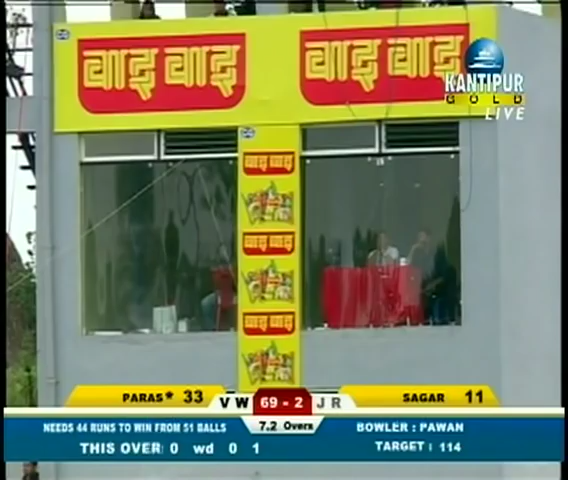 वाइ वाइ वाइ वाइ
KANTIPUR
GOLD
LIVE
वाइ वाइ
वाइ वाइ
वाइ वाइ
PARAS* 33 V W 69 - 2 J R SAGAR 11
NEEDS 44 RUNS TO WIN FROM 51 BALLS 7.2 Overs BOWLER : PAWAN
THIS OVER: 0 wd 0 1 TARGET : 114